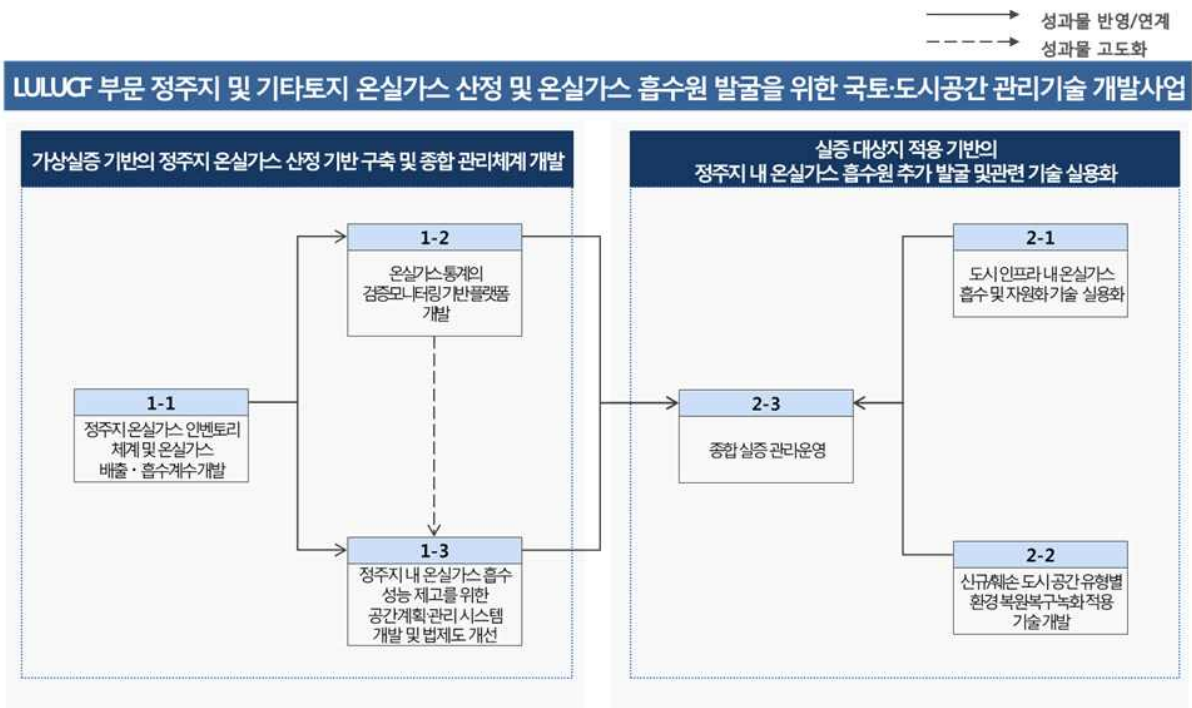 성과물 반영/연계
성과물 고도화
LULUCF 부문 정주지 및 기타토지 온실가스 산정 및 온실가스 흡수원 발굴을 위한 국토·도시공간 관리기술 개발사업
가상실증 기반의 정주지 온실가스 산정 기반 구축 및 종합 관리체계 개발
1-2
온실가스 통계의
검증모니터링 기반 플랫폼
개발
1-1
정주지 온실가스 인벤토리
체계 및 온실가스
배출·흡수계수 개발
1-3
정주지 내 온실가스 흡수
성능 제고를 위한
공간계획·관리 시스템
개발 및 법제도 개선
실증 대상지 적용 기반의
정주지 내 온실가스 흡수원 추가 발굴 및관련 기술 실용화
2-1
도시 인프라 내 온실가스
흡수 및 자원화 기술 실용화
2-3
종합 실증 관리·운영
2-2
신규/훼손 도시 공간 유형별
환경 복원복구녹화 적용
기술 개발